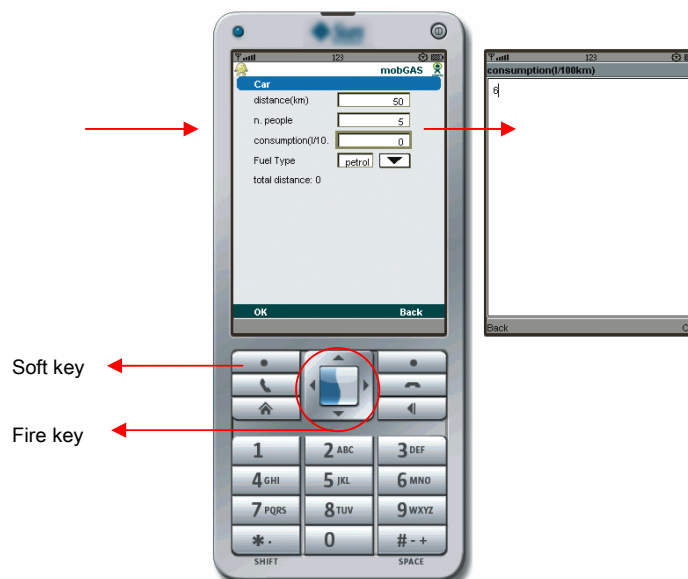 123
mobGAS
Car
distance(km) 50
n. people 5
consumption(l/10. 0
Fuel Type petrol
total distance: 0
OK Back
123
consumption(l/100km)
6
Back
Soft key
Fire key
1 2 ABC 3 DEF
4 GHI 5 JKL 6 MNO
7 PQRS 8 TUV 9 WXYZ
* . 0 # - +
SHIFT SPACE